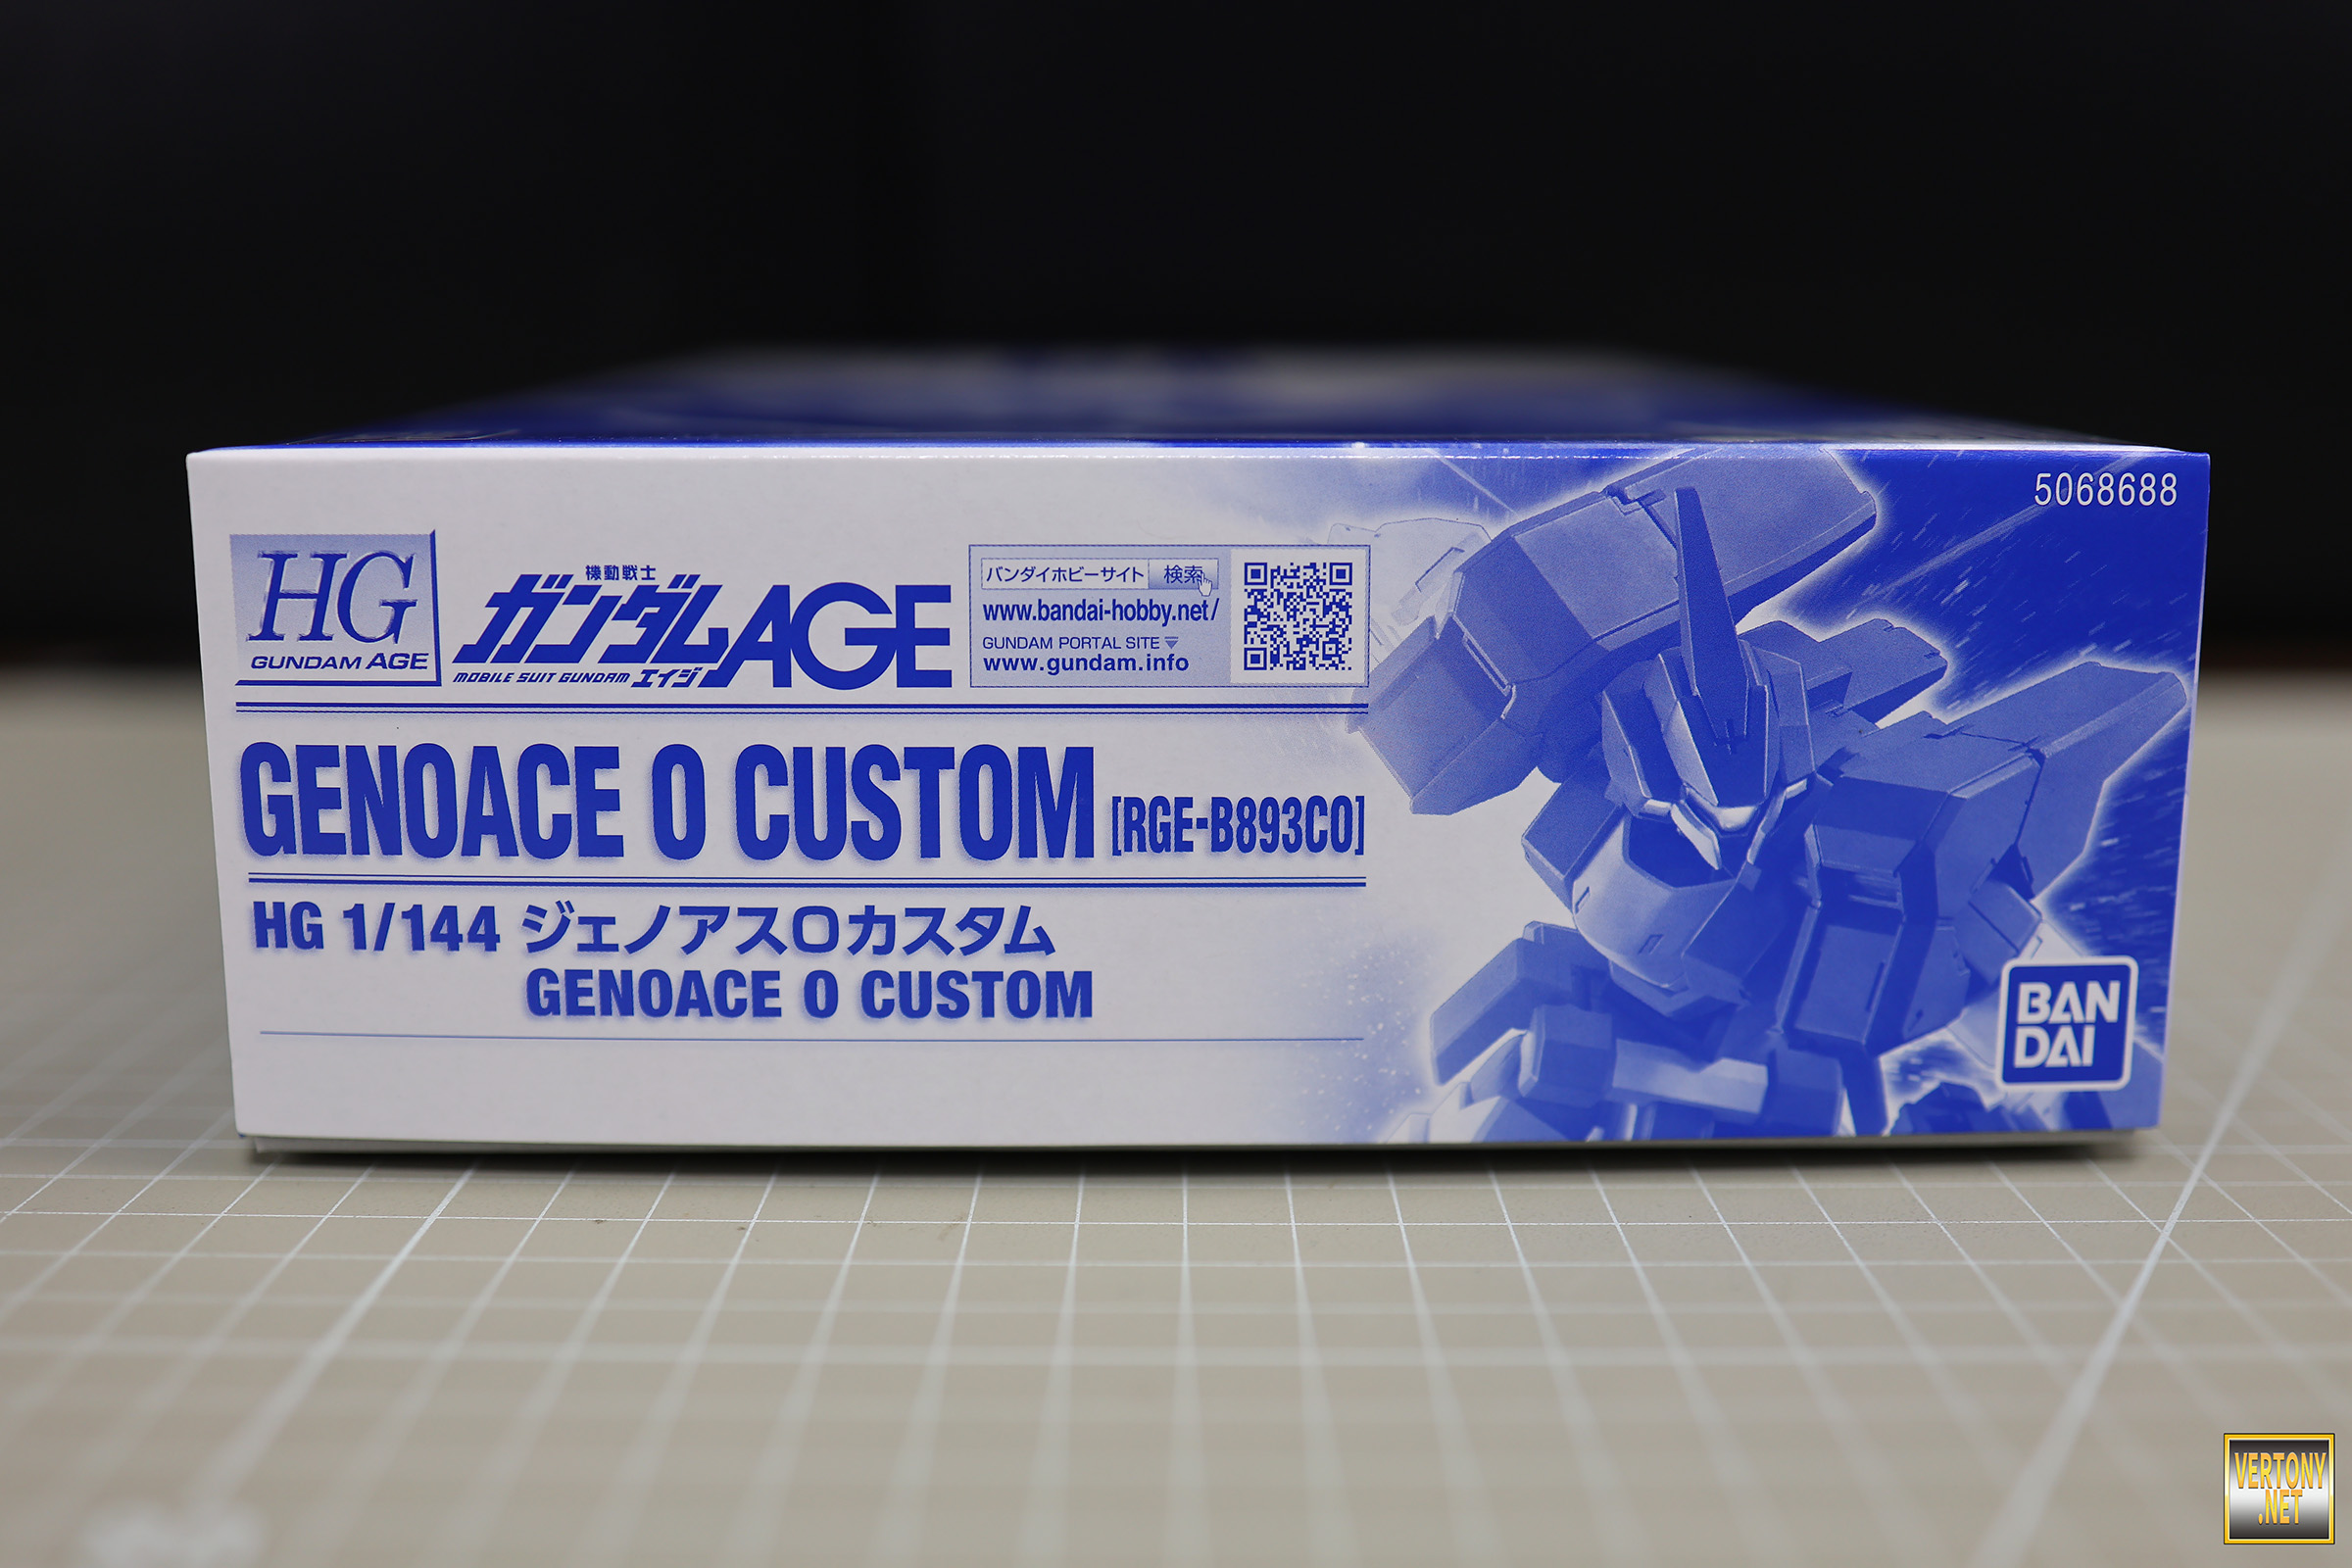 5068688
HG
GUNDAM AGE
機動戦士
ガンダムAGE
MOBILE SUIT GUNDAM エイジ
バンダイホビーサイト 検索
www.bandai-hobby.net/
GUNDAM PORTAL SITE
www.gundam.info
GENOACE O CUSTOM [RGE-B893CO]
HG 1/144 ジェノアスOカスタム
GENOACE O CUSTOM
BAN
DAI
VERTONY
.NET